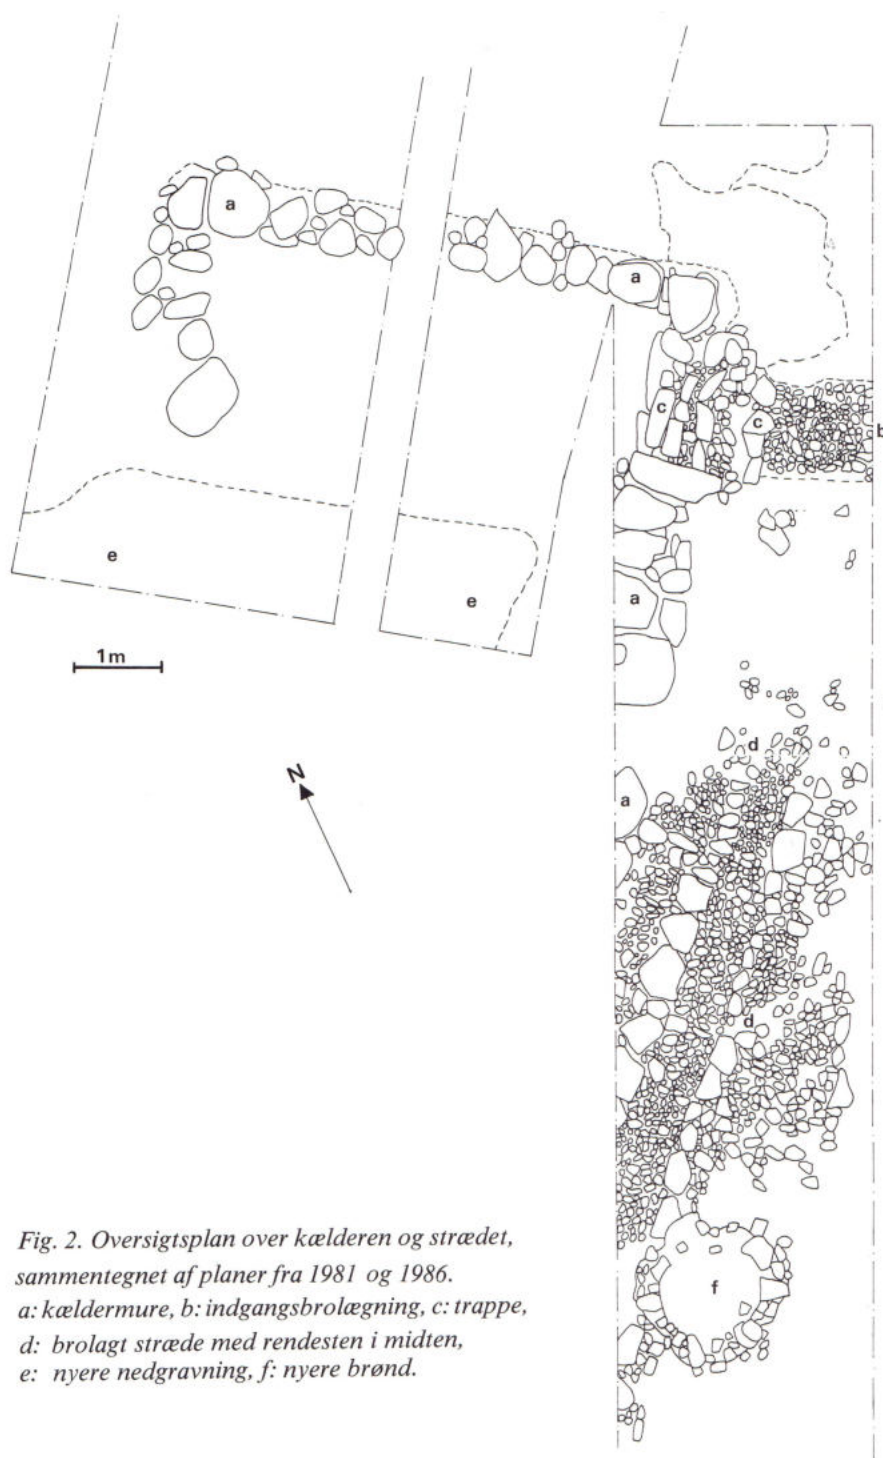 a
a
c
c
b
e
e
a
1m
d
N
a
d
f
Fig. 2. Oversigtsplan over kælderen og strædet,
sammentegnet af planer fra 1981 og 1986.
a: kældermure, b: indgangsbrolægning, c: trappe,
d: brolagt stræde med rendesten i midten,
e: nyere nedgravning, f: nyere brønd.